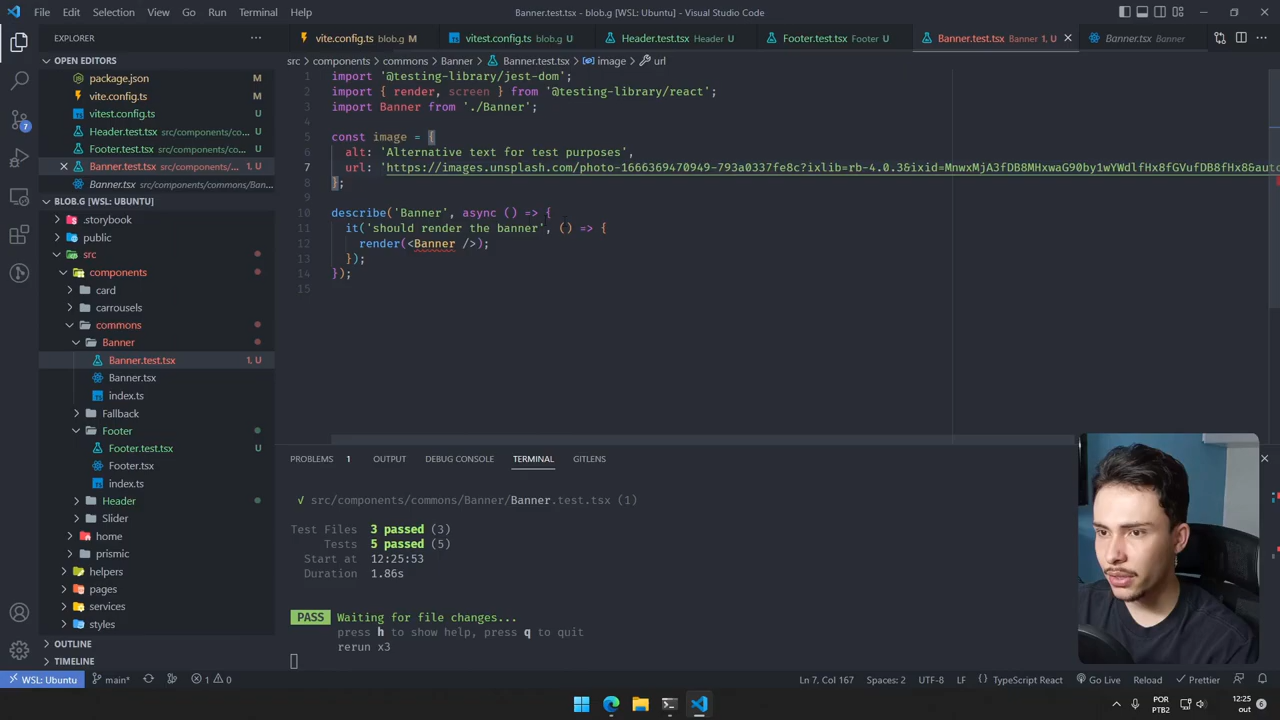 File Edit Selection View Go Run Terminal Help
Banner.test.tsx - blob.g [WSL: Ubuntu] - Visual Studio Code
EXPLORER
vite.config.ts blob.g M
vitest.config.ts blob.g U
Header.test.tsx Header U
Footer.test.tsx Footer U
Banner.test.tsx Banner 1, U
Banner.tsx Banner
OPEN EDITORS
package.json
vite.config.ts
vitest.config.ts
Header.test.tsx src/components/co...
Footer.test.tsx src/components/co...
Banner.test.tsx src/components/...
Banner.tsx src/components/commons/Ban...
BLOB.G [WSL: UBUNTU]
.storybook
public
src
components
card
carrousels
commons
Banner
Banner.test.tsx 1, U
Banner.tsx
index.ts
Fallback
Footer
Footer.test.tsx U
Footer.tsx
index.ts
Header
Slider
home
prismic
helpers
pages
services
styles
OUTLINE
TIMELINE
7
src > components > commons > Banner > Banner.test.tsx > image > url
1 import '@testing-library/jest-dom';
2 import { render, screen } from '@testing-library/react';
3 import Banner from './Banner';
4
5 const image = {
6 alt: 'Alternative text for test purposes',
7 url: 'https://images.unsplash.com/photo-1666369470949-793a0337fe8c?ixlib=rb-4.0.3&ixid=MnwxMjA3fDB8MHxwaG90by1wYWdlfHx8fGVufDB8fHx8&auto
8 };
9
10 describe('Banner', async () => {
11 it('should render the banner', () => {
12 render(<Banner />);
13 });
14 });
15
PROBLEMS 1 OUTPUT DEBUG CONSOLE TERMINAL GITLENS
√ src/components/commons/Banner/Banner.test.tsx (1)
Test Files 3 passed (3)
Tests 5 passed (5)
Start at 12:25:53
Duration 1.86s
PASS Waiting for file changes...
press h to show help, press q to quit
rerun x3
WSL: Ubuntu main* 1 0
Ln 7, Col 167 Spaces: 2 UTF-8 LF {} TypeScript React Go Live Reload Prettier
POR
PTB2
12:25
out